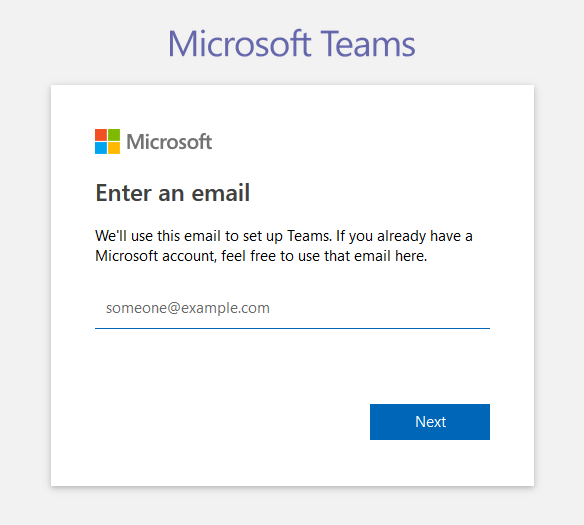 Microsoft Teams
Microsoft
Enter an email
We'll use this email to set up Teams. If you already have a
Microsoft account, feel free to use that email here.
someone@example.com
Next